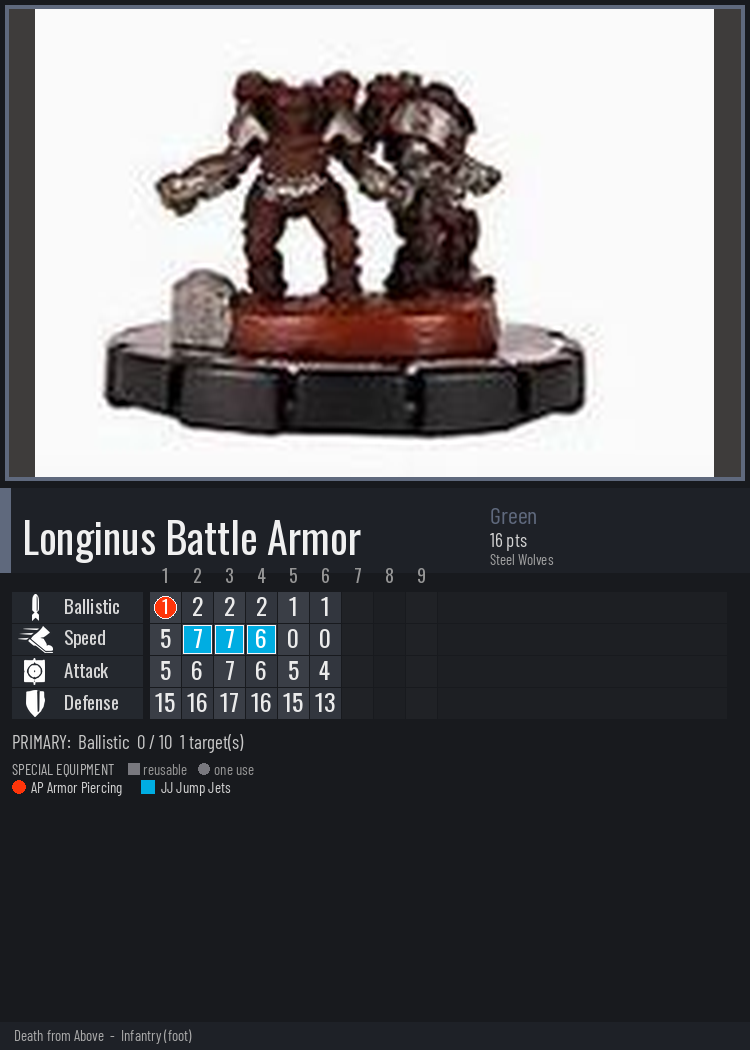 Longinus Battle Armor
Green
16 pts
Steel Wolves
1 2 3 4 5 6 7 8 9
Ballistic 1 2 2 2 1 1
Speed 5 7 7 6 0 0
Attack 5 6 7 6 5 4
Defense 15 16 17 16 15 13
PRIMARY: Ballistic 0 / 10 1 target(s)
SPECIAL EQUIPMENT reusable one use
AP Armor Piercing JJ Jump Jets
Death from Above - Infantry (foot)